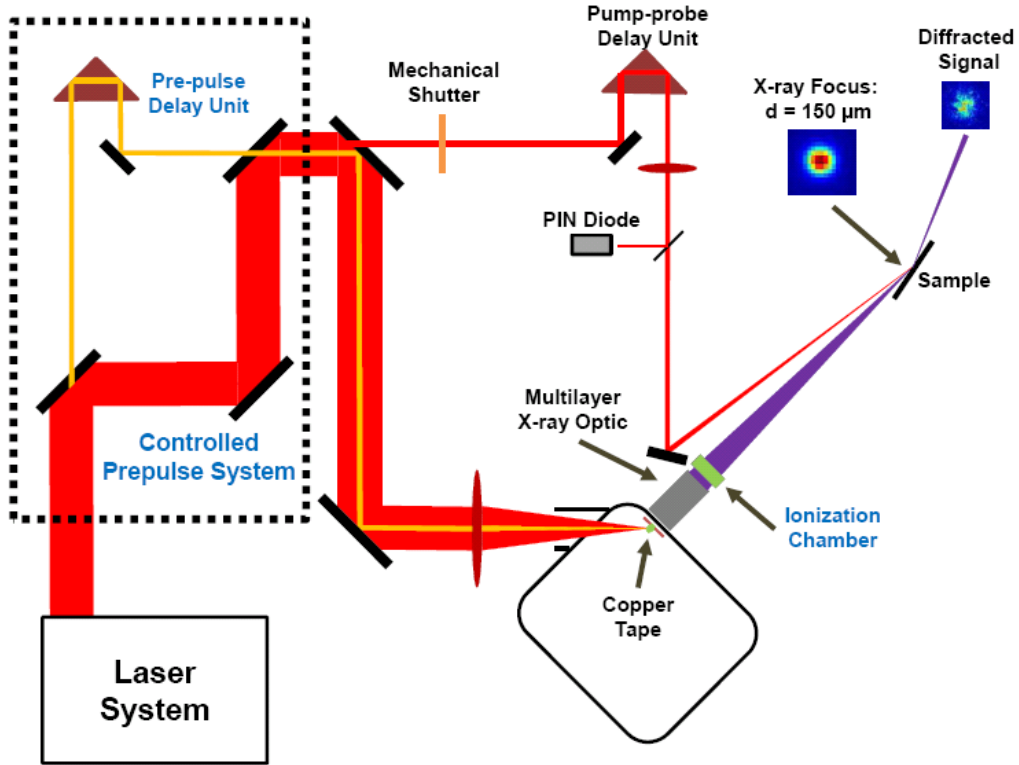 Pump-probe
Delay Unit
Diffracted
Signal
Mechanical
Shutter
X-ray Focus:
d = 150 µm
Pre-pulse
Delay Unit
PIN Diode
Sample
Multilayer
X-ray Optic
Controlled
Prepulse System
Ionization
Chamber
Copper
Tape
Laser
System